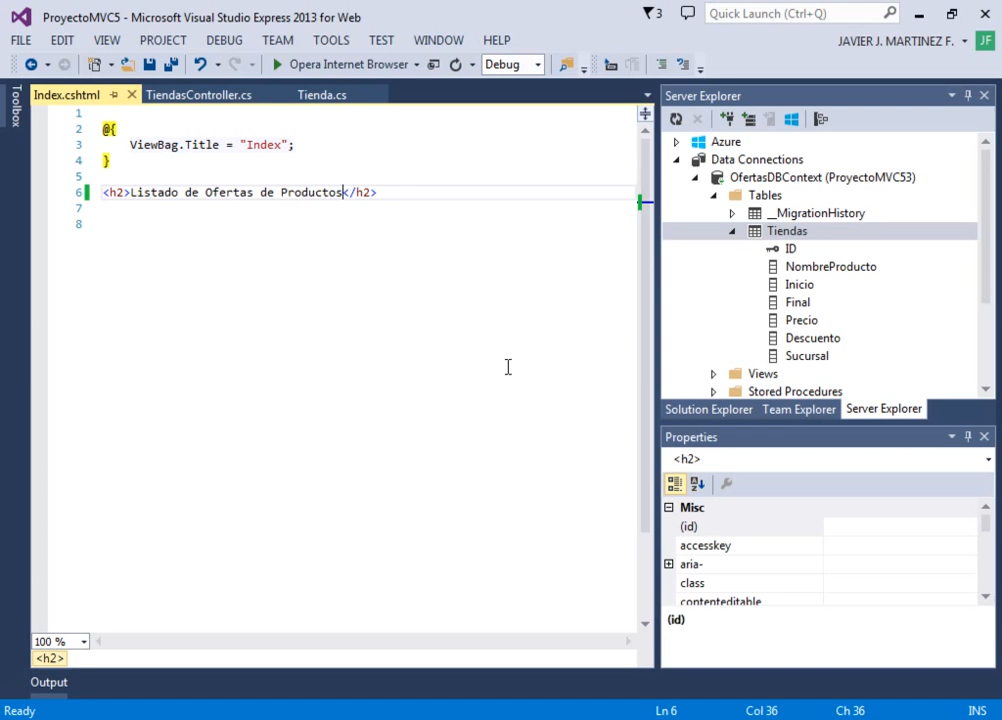 ProyectoMVC5 - Microsoft Visual Studio Express 2013 for Web
3
Quick Launch (Ctrl+Q)
FILE EDIT VIEW PROJECT DEBUG TEAM TOOLS TEST WINDOW HELP
JAVIER J. MARTINEZ F. JF
Opera Internet Browser Debug
Toolbox
Index.cshtml TiendasController.cs Tienda.cs
1
2 @{
3 ViewBag.Title = "Index";
4 }
5
6 <h2>Listado de Ofertas de Productos</h2>
7
8
100 %
<h2>
Server Explorer
Azure
Data Connections
OfertasDBContext (ProyectoMVC53)
Tables
__MigrationHistory
Tiendas
ID
NombreProducto
Inicio
Final
Precio
Descuento
Sucursal
Views
Stored Procedures
Solution Explorer Team Explorer Server Explorer
Properties
<h2>
Misc
(id)
accesskey
aria-
class
contenteditable
(id)
Output
Ready Ln 6 Col 36 Ch 36 INS